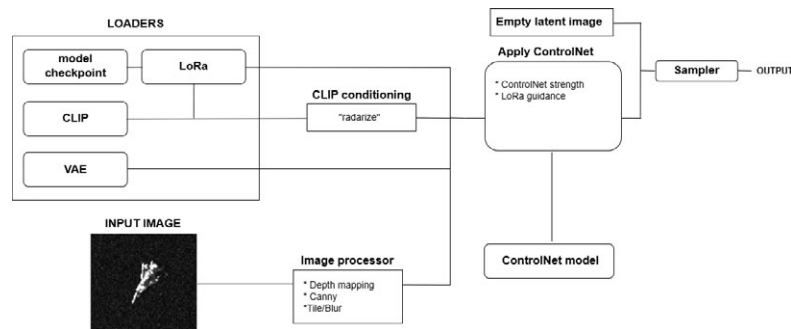 LOADERS
model
checkpoint
LoRa
CLIP
VAE
CLIP conditioning
"radarize"
Empty latent image
Apply ControlNet
* ControlNet strength
* LoRa guidance
Sampler
OUTPUT
INPUT IMAGE
Image processor
* Depth mapping
* Canny
*Tile/Blur
ControlNet model